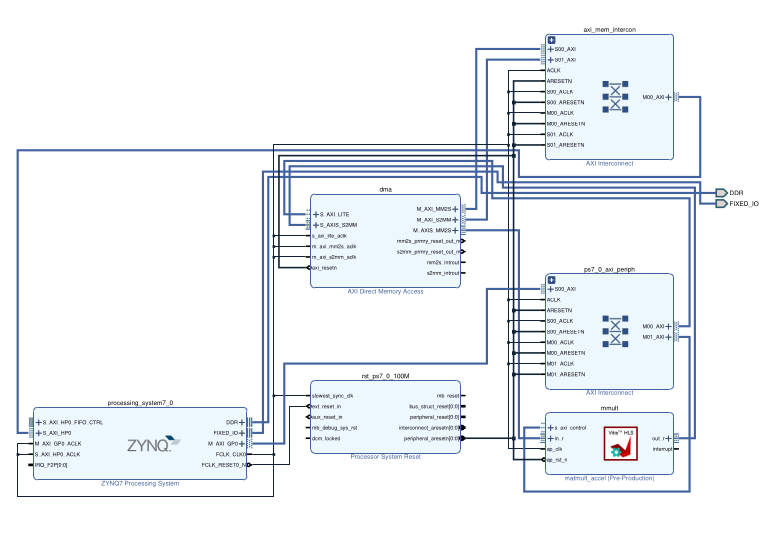 axi_mem_intercon
S00_AXI
S01_AXI
ACLK
ARESETN
S00_ACLK
S00_ARESETN
M00_ACLK
M00_ARESETN
S01_ACLK
S01_ARESETN
M00_AXI
AXI Interconnect
DDR
FIXED_IO
dma
S_AXI_LITE
S_AXIS_S2MM
s_axi_lite_aclk
m_axi_mm2s_aclk
m_axi_s2mm_aclk
axi_resetn
M_AXI_MM2S
M_AXI_S2MM
M_AXIS_MM2S
mm2s_prmry_reset_out_n
s2mm_prmry_reset_out_n
mm2s_introut
s2mm_introut
AXI Direct Memory Access
ps7_0_axi_periph
S00_AXI
ACLK
ARESETN
S00_ACLK
S00_ARESETN
M00_ACLK
M00_ARESETN
M01_ACLK
M01_ARESETN
M00_AXI
M01_AXI
AXI Interconnect
rst_ps7_0_100M
slowest_sync_clk
ext_reset_in
aux_reset_in
mb_debug_sys_rst
dcm_locked
mb_reset
bus_struct_reset[0:0]
peripheral_reset[0:0]
interconnect_aresetn[0:0]
peripheral_aresetn[0:0]
Processor System Reset
processing_system7_0
S_AXI_HP0_FIFO_CTRL
S_AXI_HP0
M_AXI_GP0_ACLK
S_AXI_HP0_ACLK
IRQ_F2P[0:0]
ZYNQ
DDR
FIXED_IO
M_AXI_GP0
FCLK_CLK0
FCLK_RESET0_N
ZYNQ7 Processing System
mmult
s_axi_control
in_r
ap_clk
ap_rst_n
Vitis™ HLS
out_r
interrupt
matmult_accel (Pre-Production)